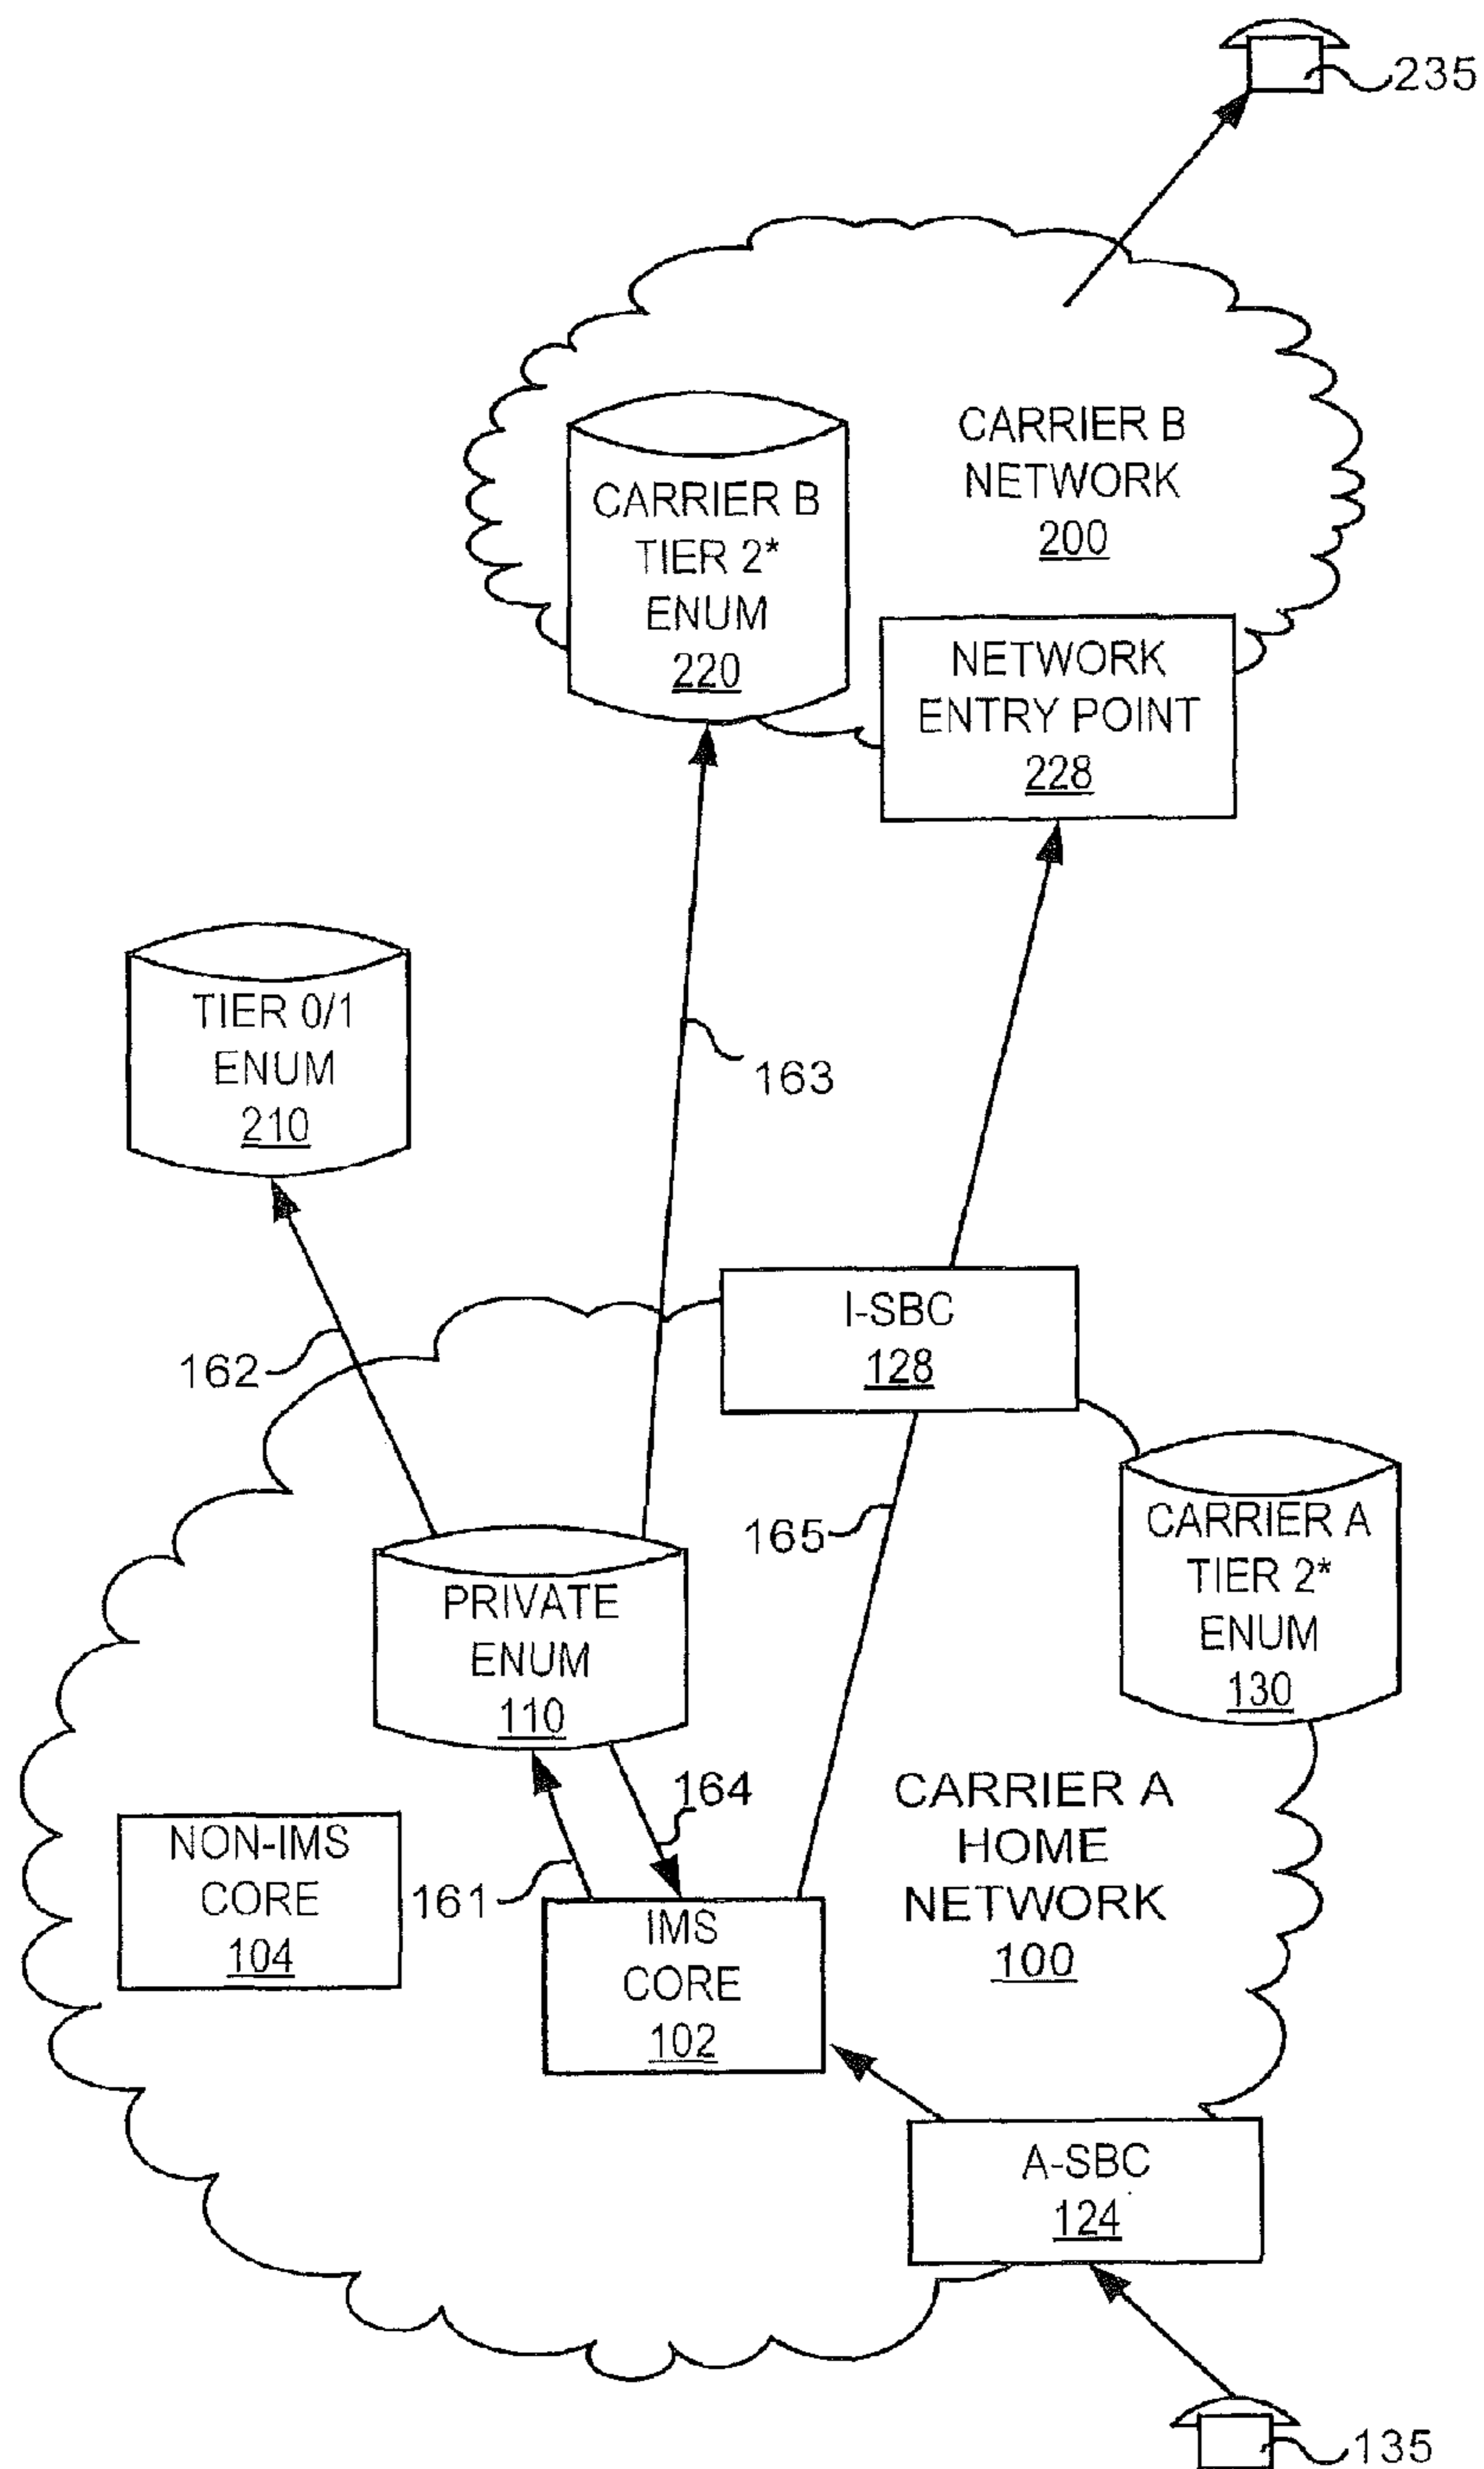 235
CARRIER B
NETWORK
200
CARRIER B
TIER 2*
ENUM
220
NETWORK
ENTRY POINT
228
TIER 0/1
ENUM
210
163
162
I-SBC
128
165
CARRIER A
TIER 2*
ENUM
130
PRIVATE
ENUM
110
164
161
CARRIER A
HOME
NETWORK
100
NON-IMS
CORE
104
IMS
CORE
102
A-SBC
124
135